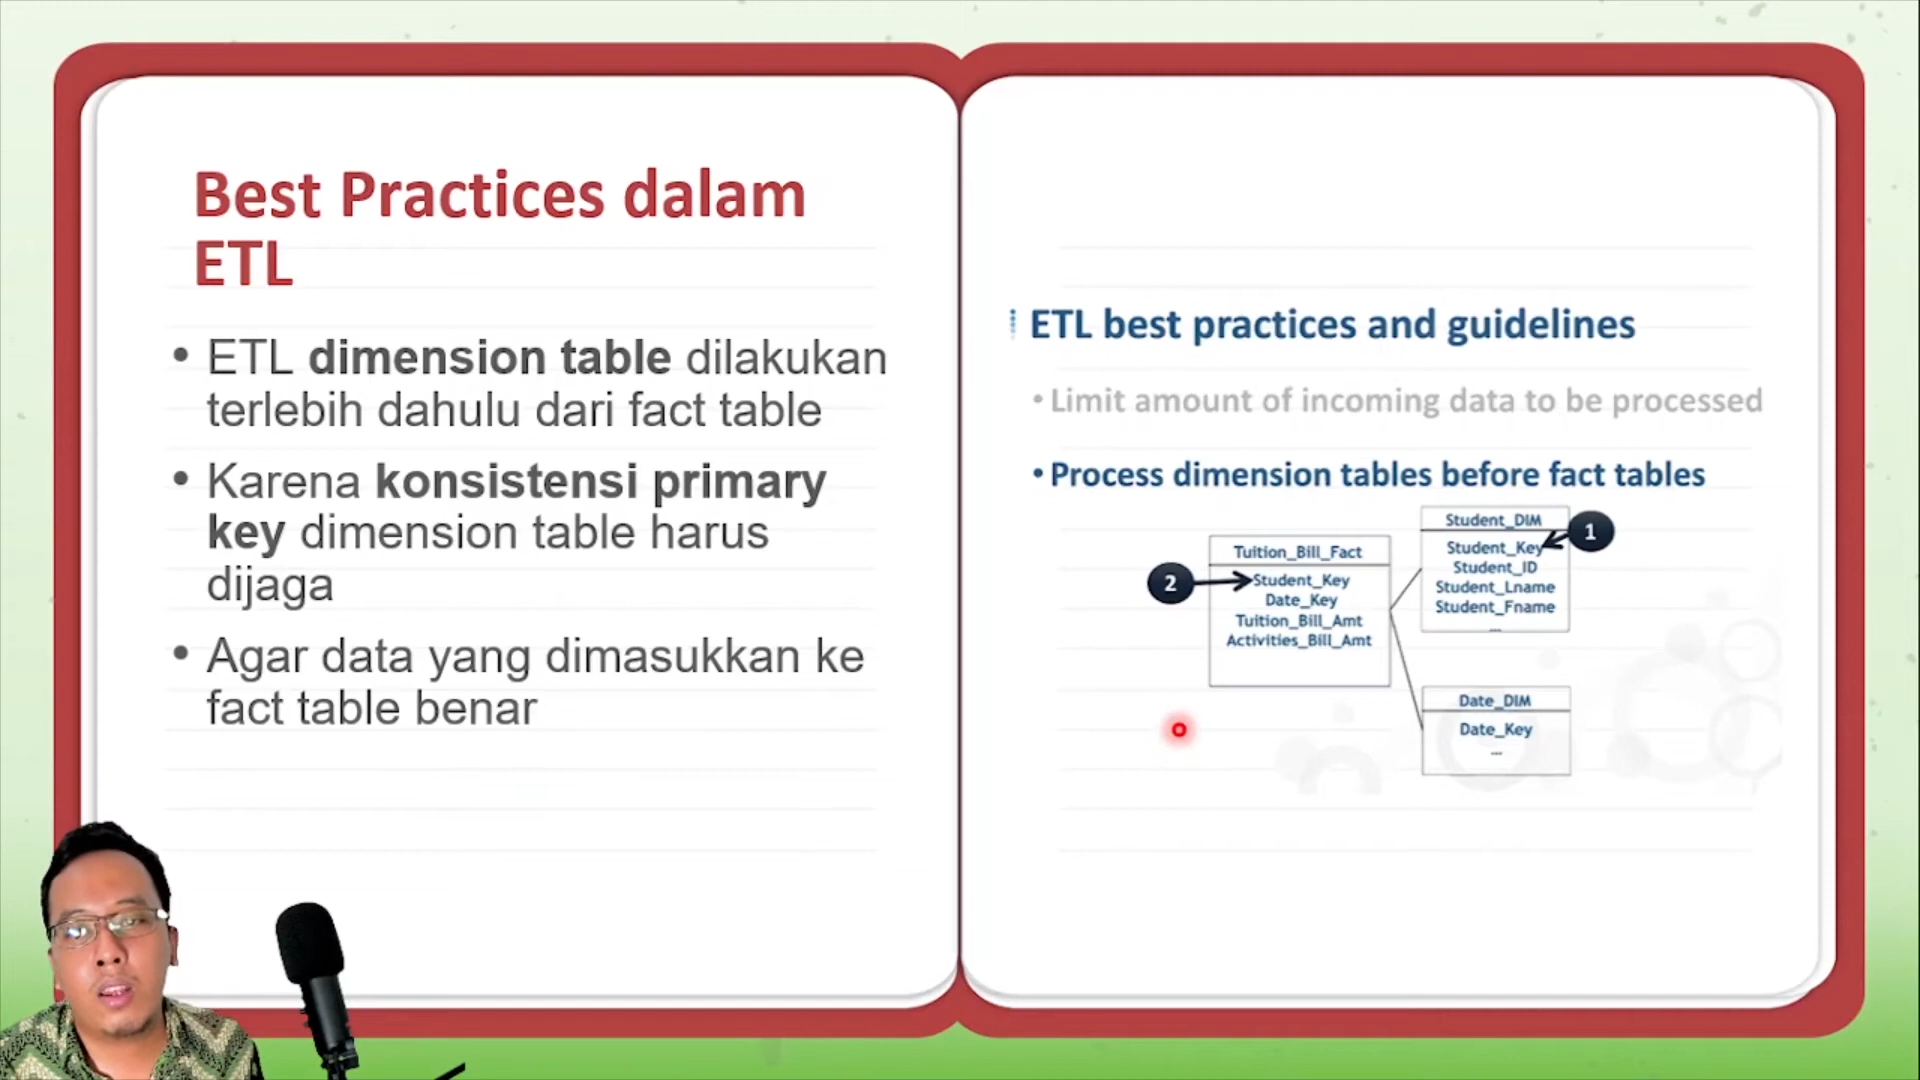 Best Practices dalam
ETL
• ETL dimension table dilakukan
terlebih dahulu dari fact table
• Karena konsistensi primary
key dimension table harus
dijaga
• Agar data yang dimasukkan ke
fact table benar
ETL best practices and guidelines
• Limit amount of incoming data to be processed
• Process dimension tables before fact tables
Tuition_Bill_Fact
2
Student_Key
Date_Key
Tuition_Bill_Amt
Activities_Bill_Amt
Student_DIM
1
Student_Key
Student_ID
Student_Lname
Student_Fname
...
Date_DIM
Date_Key
...